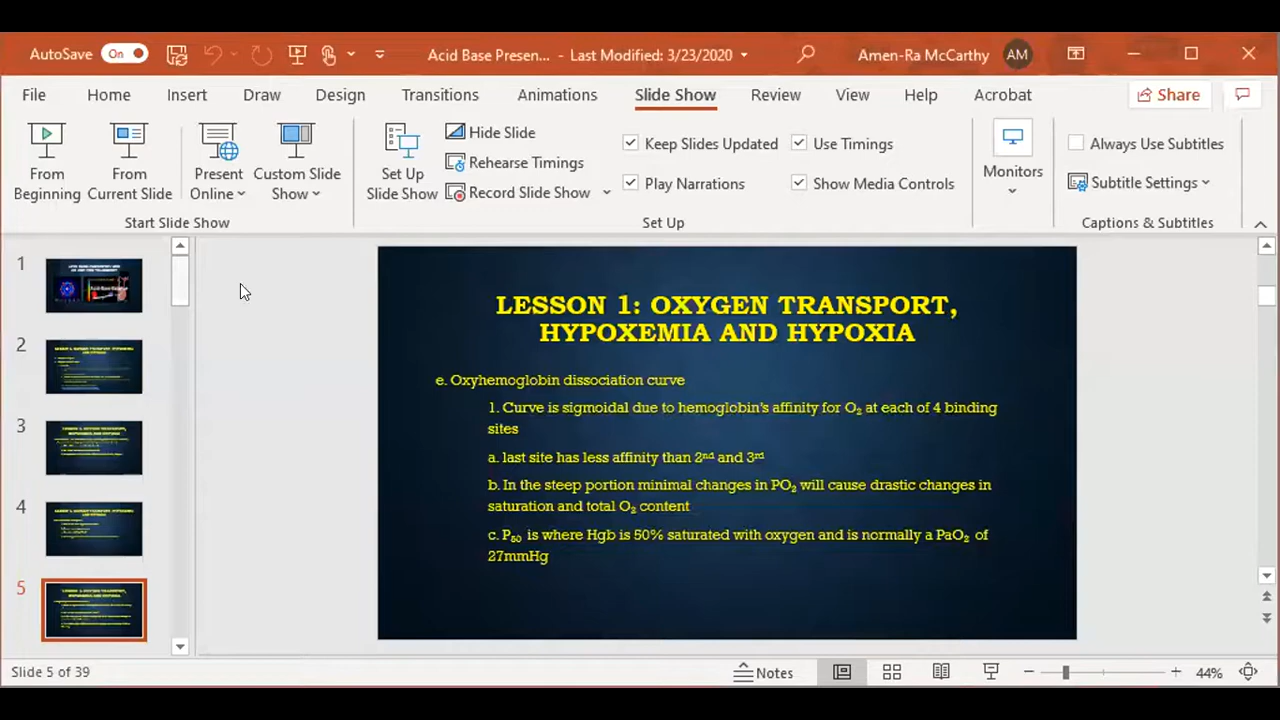 AutoSave On Acid Base Presen... - Last Modified: 3/23/2020 Amen-Ra McCarthy AM
File Home Insert Draw Design Transitions Animations Slide Show Review View Help Acrobat Share
From Beginning
From Current Slide
Present Online
Custom Slide Show
Start Slide Show
Set Up Slide Show
Hide Slide
Rehearse Timings
Record Slide Show
Keep Slides Updated
Play Narrations
Use Timings
Show Media Controls
Set Up
Monitors
Always Use Subtitles
Subtitle Settings
Captions & Subtitles
1
2
3
4
5
LESSON 1: OXYGEN TRANSPORT,
HYPOXEMIA AND HYPOXIA
e. Oxyhemoglobin dissociation curve
1. Curve is sigmoidal due to hemoglobin's affinity for O₂ at each of 4 binding
sites
a. last site has less affinity than 2nd and 3rd
b. In the steep portion minimal changes in PO₂ will cause drastic changes in
saturation and total O₂ content
c. P₅₀ is where Hgb is 50% saturated with oxygen and is normally a PaO₂ of
27mmHg
Slide 5 of 39 Notes 44%